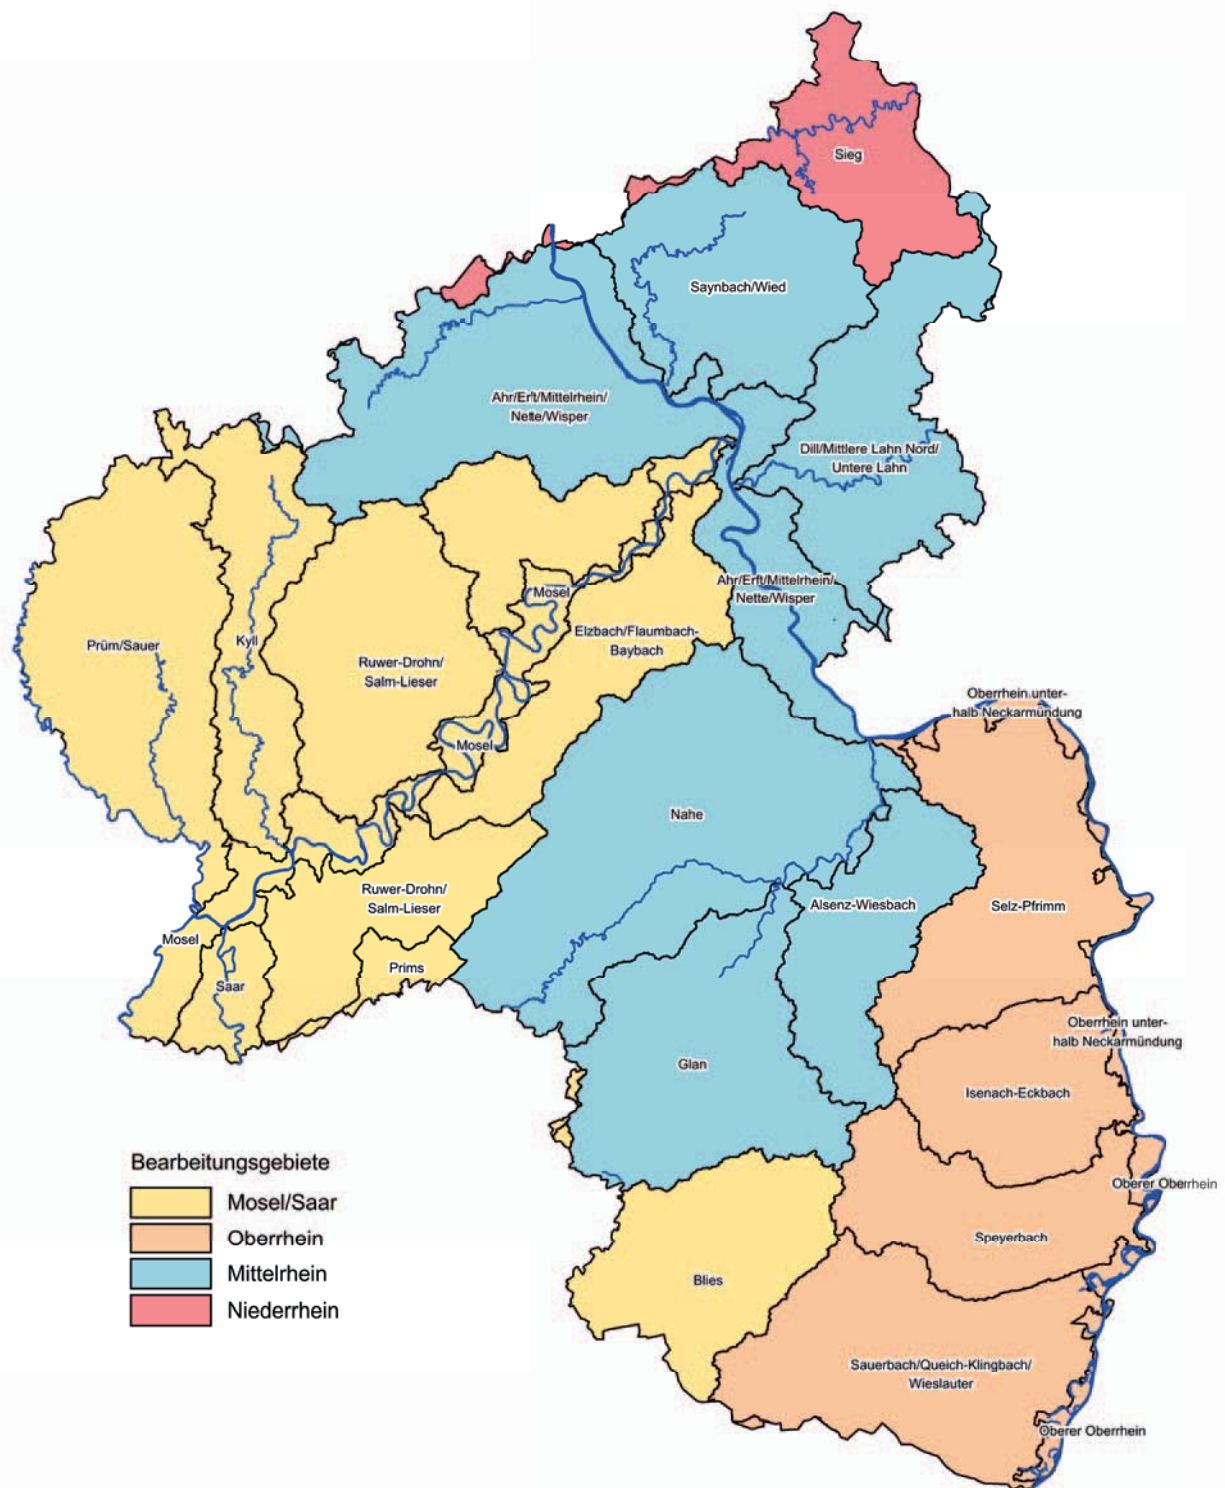 Sieg
Saynbach/Wied
Ahr/Erft/Mittelrhein/
Nette/Wisper
Dill/Mittlere Lahn Nord/
Untere Lahn
Ahr/Erft/Mittelrhein/
Nette/Wisper
Mosel
Elzbach/Flaumbach-
Baybach
Prüm/Sauer
Kyll
Ruwer-Drohn/
Salm-Lieser
Mosel
Oberrhein unter-
halb Neckarmündung
Nahe
Ruwer-Drohn/
Salm-Lieser
Alsenz-Wiesbach
Selz-Pfrimm
Mosel
Prims
Saar
Oberrhein unter-
halb Neckarmündung
Glan
Isenach-Eckbach
Oberer Oberrhein
Speyerbach
Blies
Sauerbach/Queich-Klingbach/
Wieslauter
Oberer Oberrhein
Bearbeitungsgebiete
Mosel/Saar
Oberrhein
Mittelrhein
Niederrhein